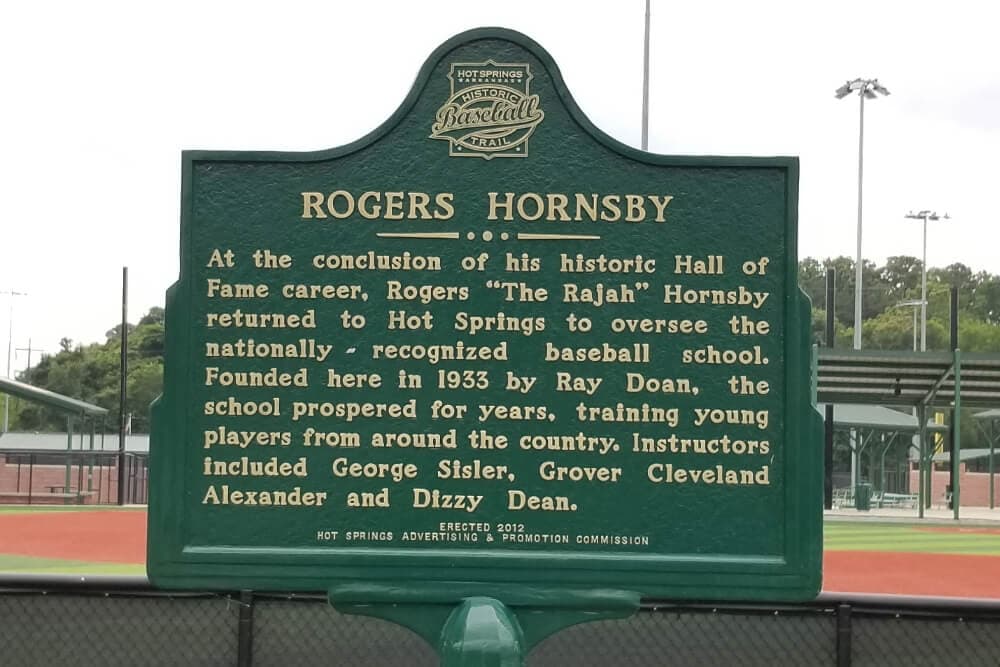 HOT SPRINGS
ARKANSAS
HISTORIC
Baseball
TRAIL
ROGERS HORNSBY
At the conclusion of his historic Hall of
Fame career, Rogers "The Rajah" Hornsby
returned to Hot Springs to oversee the
nationally - recognized baseball school.
Founded here in 1933 by Ray Doan, the
school prospered for years, training young
players from around the country. Instructors
included George Sisler, Grover Cleveland
Alexander and Dizzy Dean.
ERECTED 2012
HOT SPRINGS ADVERTISING & PROMOTION COMMISSION